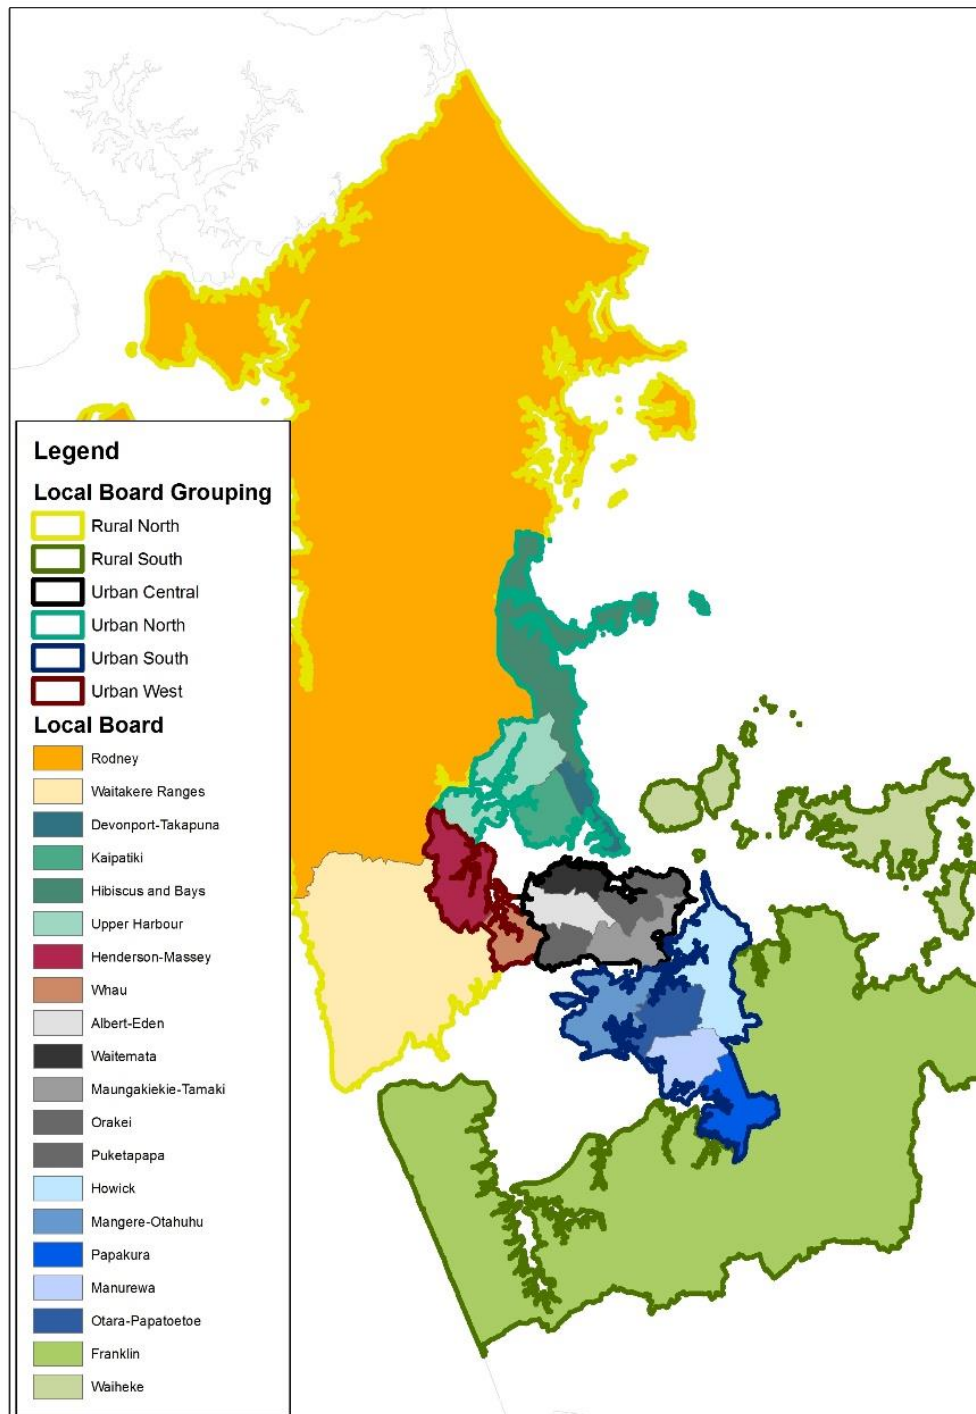 Legend
Local Board Grouping
Rural North
Rural South
Urban Central
Urban North
Urban South
Urban West
Local Board
Rodney
Waitakere Ranges
Devonport-Takapuna
Kaipatiki
Hibiscus and Bays
Upper Harbour
Henderson-Massey
Whau
Albert-Eden
Waitemata
Maungakiekie-Tamaki
Orakei
Puketapapa
Howick
Mangere-Otahuhu
Papakura
Manurewa
Otara-Papatoetoe
Franklin
Waiheke